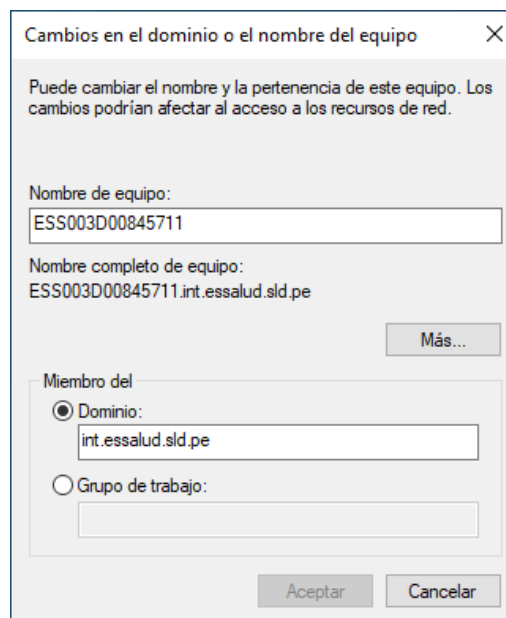 Cambios en el dominio o el nombre del equipo
Puede cambiar el nombre y la pertenencia de este equipo. Los
cambios podrían afectar al acceso a los recursos de red.
Nombre de equipo:
ESS003D00845711
Nombre completo de equipo:
ESS003D00845711.int.essalud.sld.pe
Más...
Miembro del
Dominio:
int.essalud.sld.pe
Grupo de trabajo:
Aceptar
Cancelar